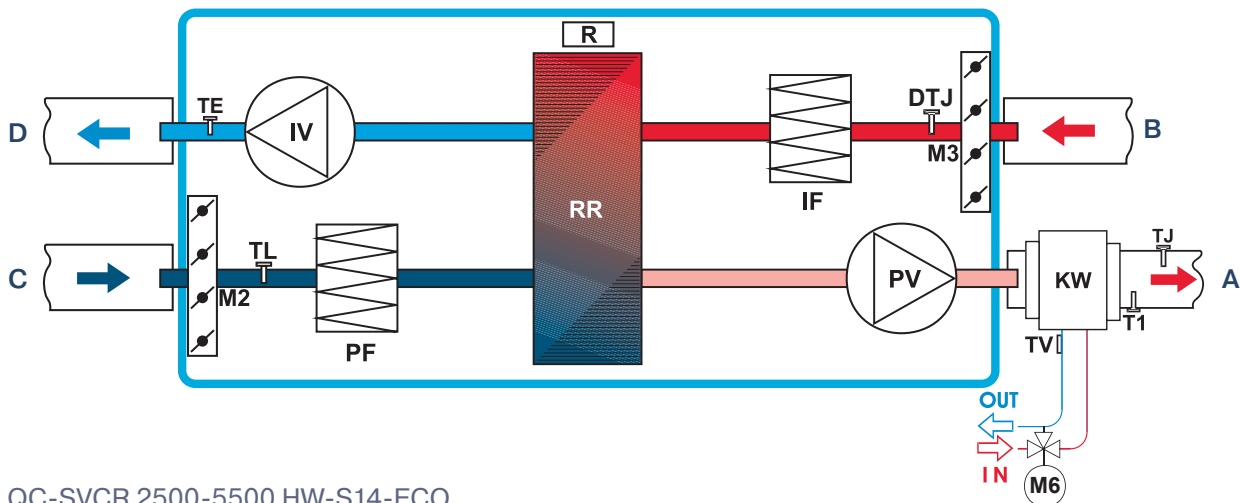 R
TE
DTJ
D
IV
B
M3
IF
RR
TL
TJ
C
PV
KW
A
M2
T1
PF
TV
OUT
IN
M6
QC-SVCR 2500-5500 HW-S14-ECO